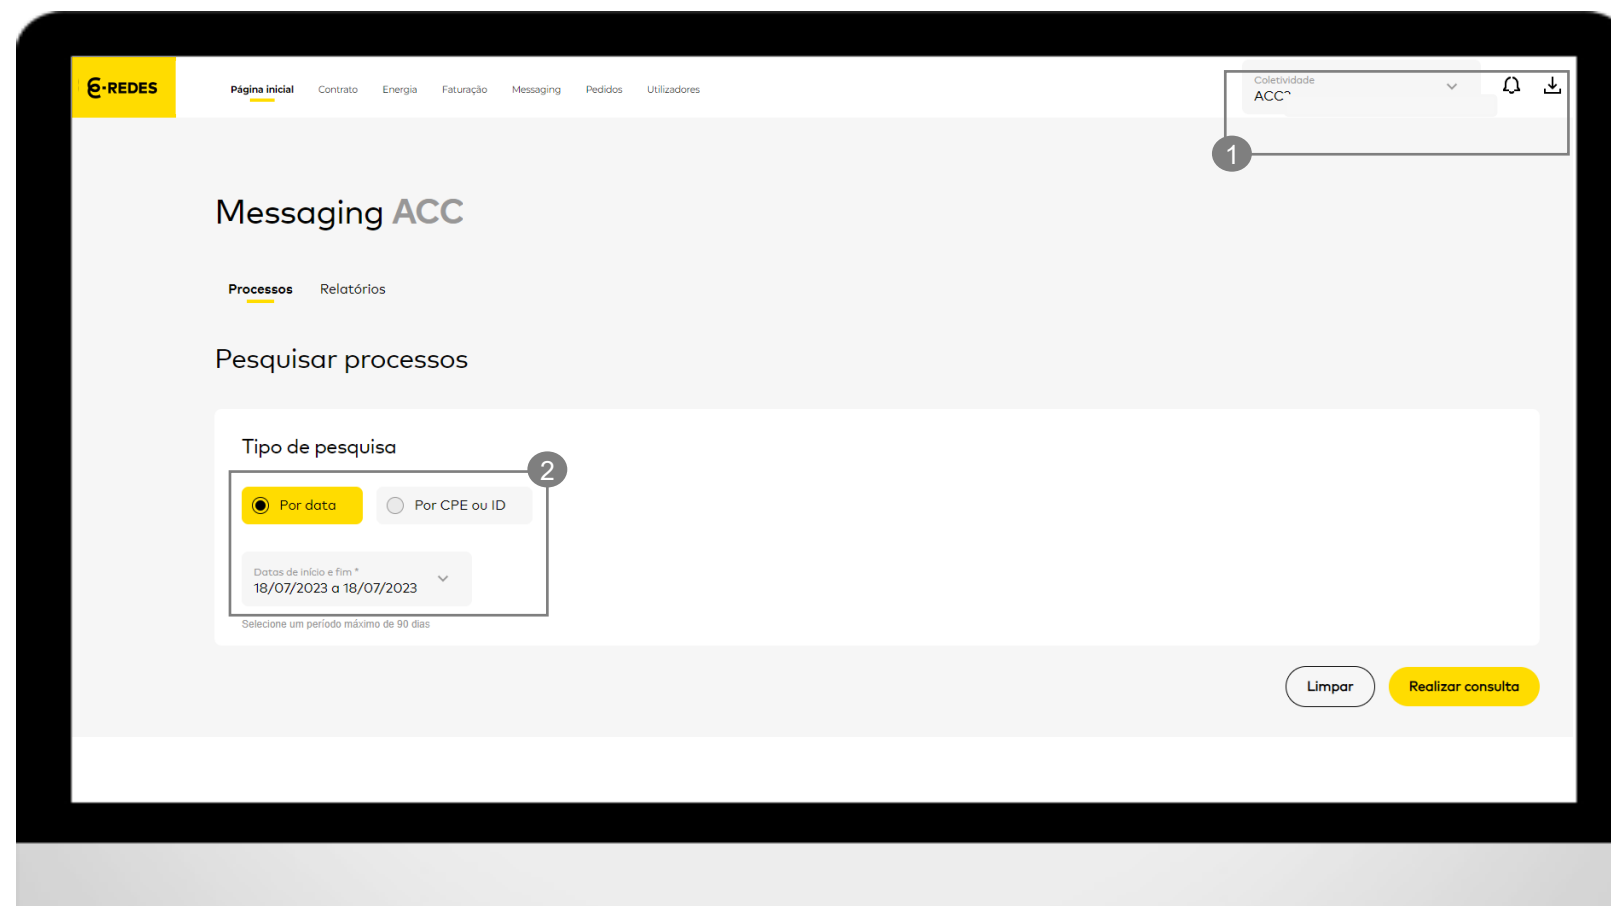 E-REDES
Página inicial Contrato Energia Faturação Messaging Pedidos Utilizadores
Coletividade
1
Messaging ACC
Processos Relatórios
Pesquisar processos
Tipo de pesquisa
2
Por data Por CPE ou ID
Datas de início e fim *
18/07/2023 a 18/07/2023
Selecione um período máximo de 90 dias
Limpar Realizar consulta